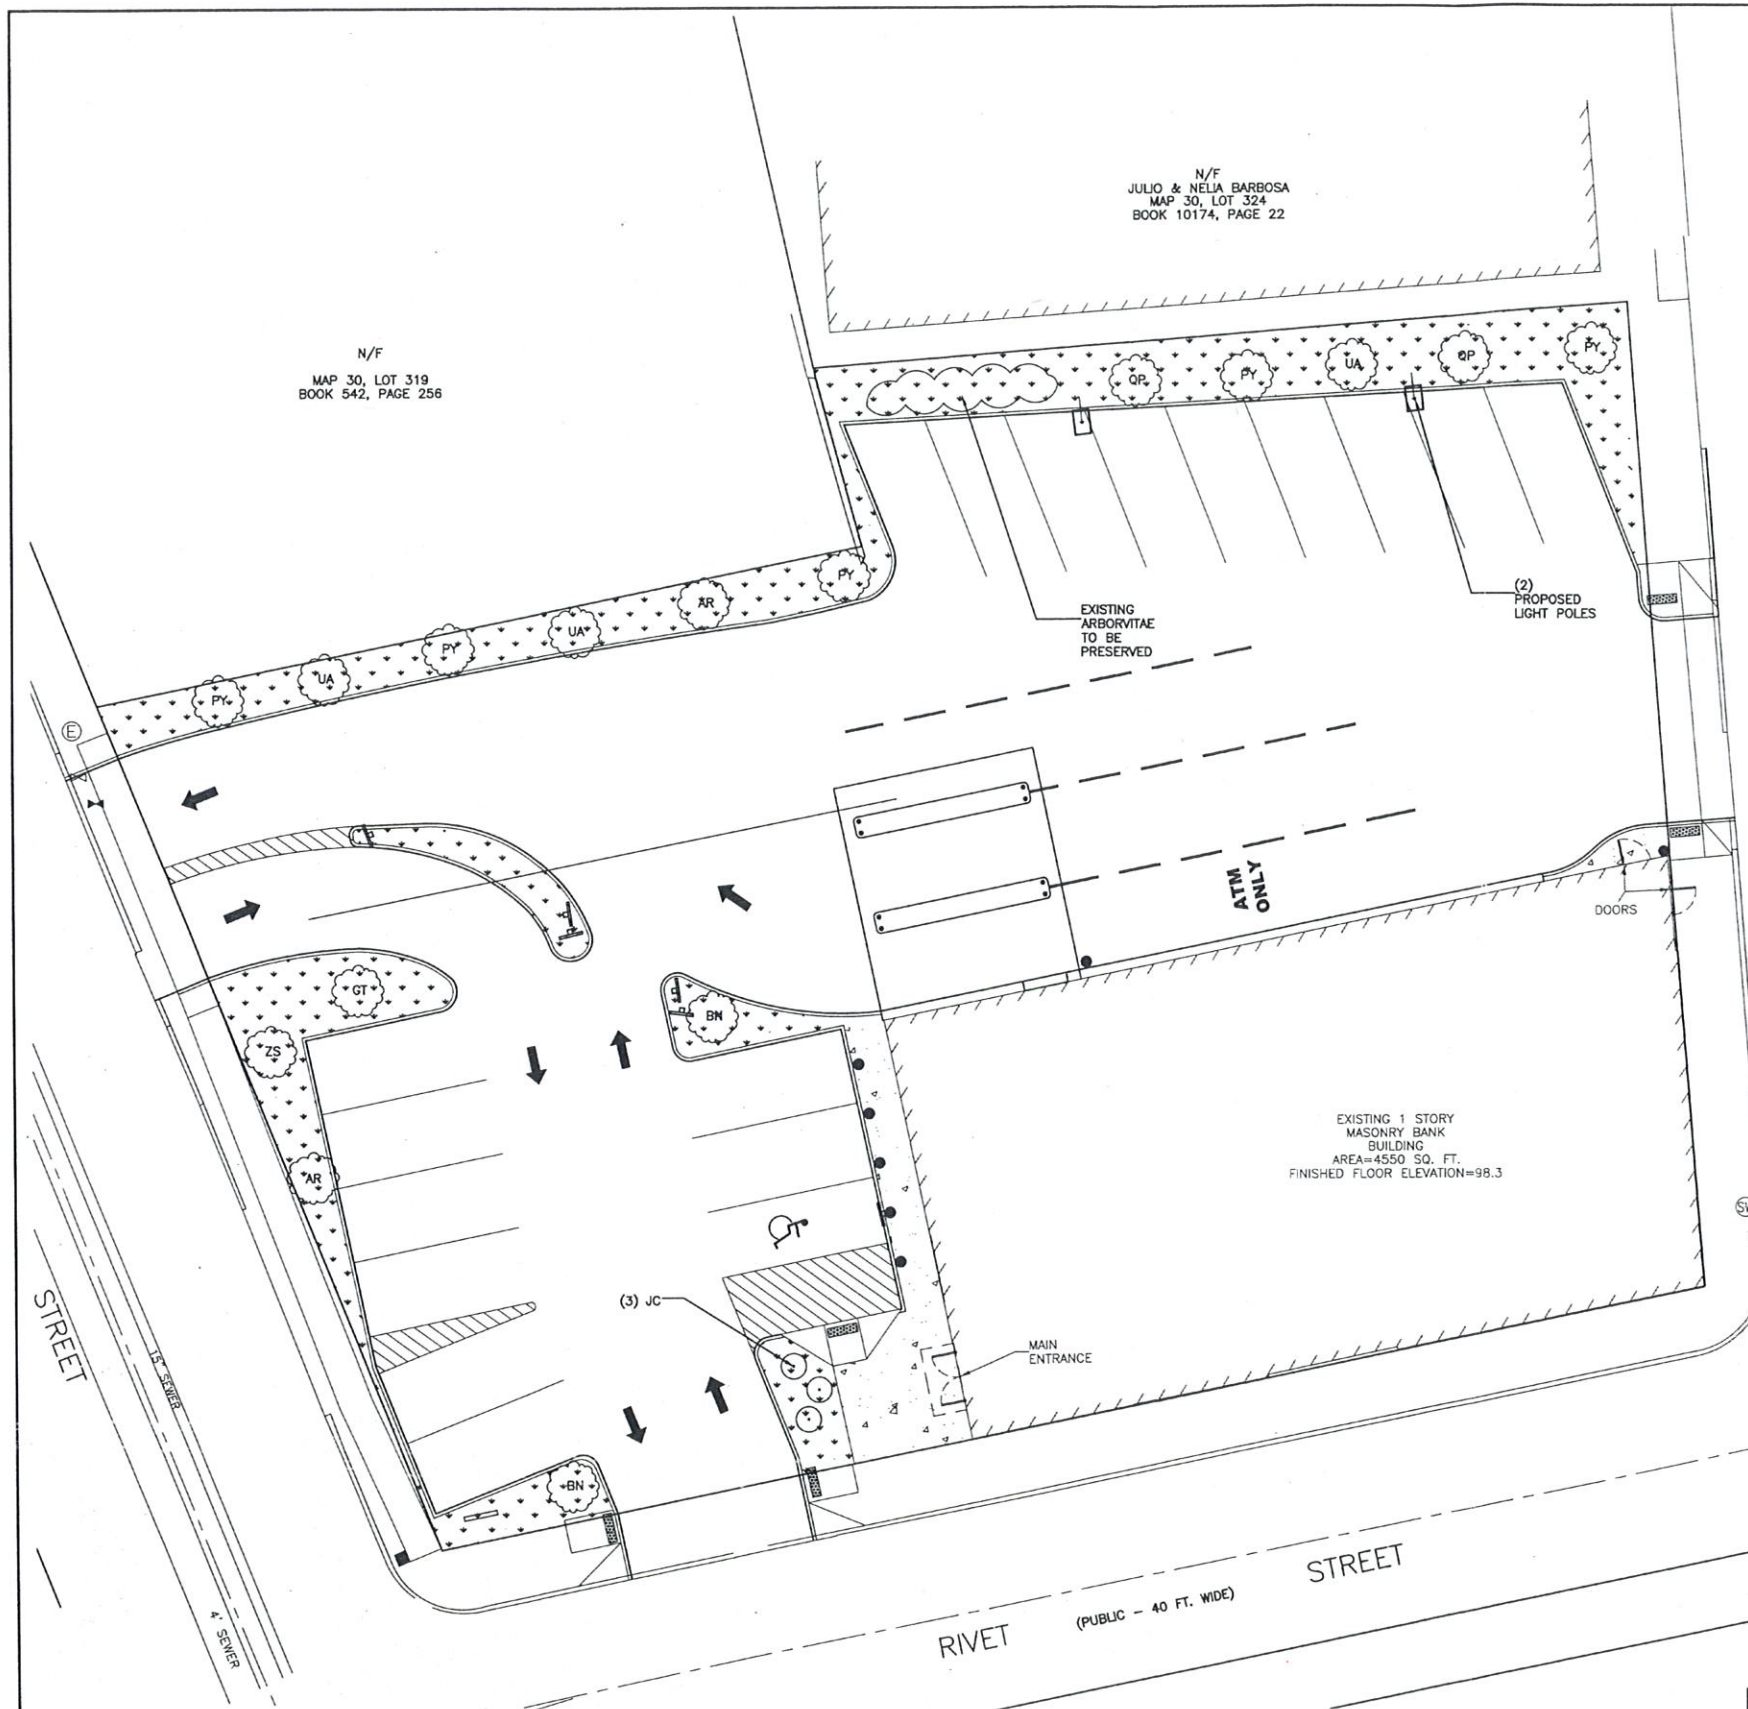 N/F
JULIO & NELIA BARBOSA
MAP 30, LOT 324
BOOK 10174, PAGE 22
N/F
MAP 30, LOT 319
BOOK 542, PAGE 256
QP
PY
UA
QP
PY
PY
AR
UA
PY
UA
PY
EXISTING
ARBORVITAE
TO BE
PRESERVED
(2)
PROPOSED
LIGHT POLES
E
ATM
ONLY
DOORS
GT
BN
ZS
AR
EXISTING 1 STORY
MASONRY BANK
BUILDING
AREA=4550 SQ. FT.
FINISHED FLOOR ELEVATION=98.3
(3) JC
MAIN
ENTRANCE
BN
STREET
15" SEWER
4' SEWER
RIVET STREET
(PUBLIC - 40 FT. WIDE)